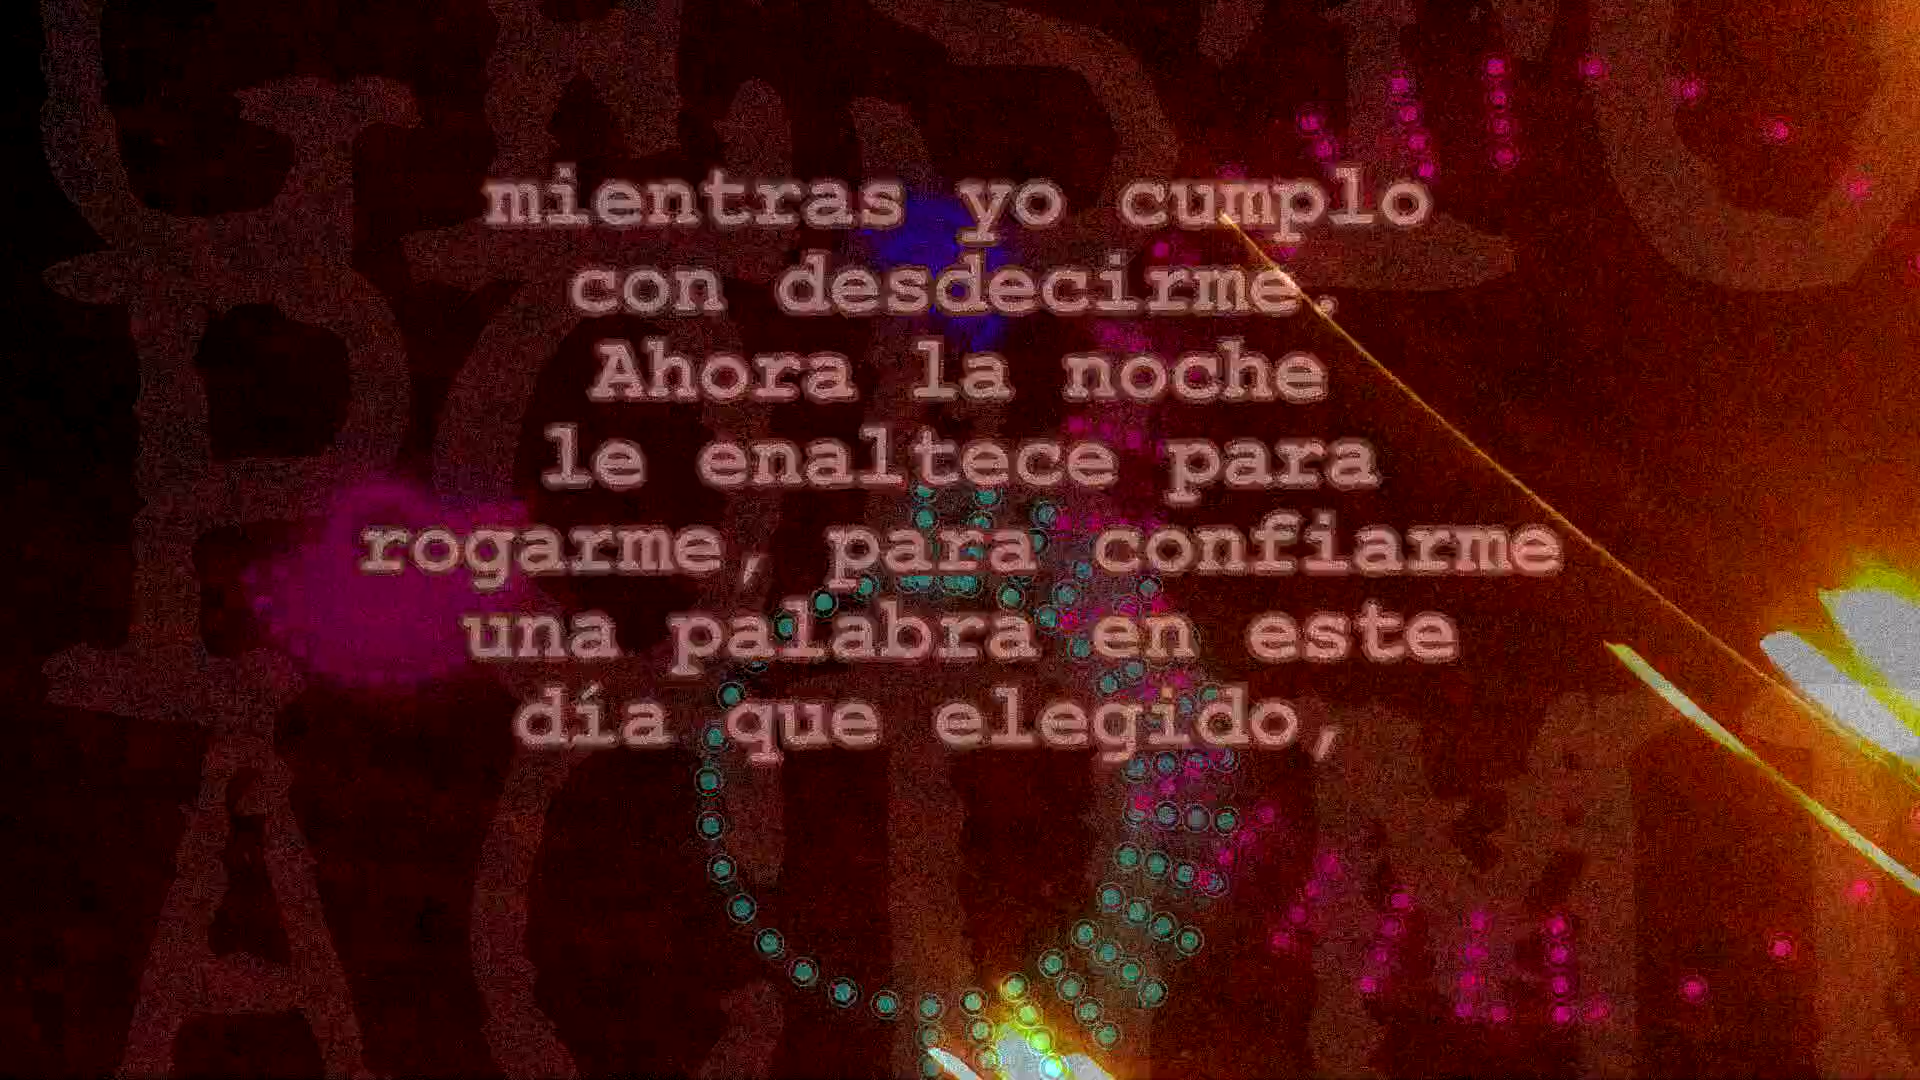 mientras yo cumplo
con desdecirme.
Ahora la noche
le enaltece para
rogarme, para confiarme
una palabra en este
día que elegido,